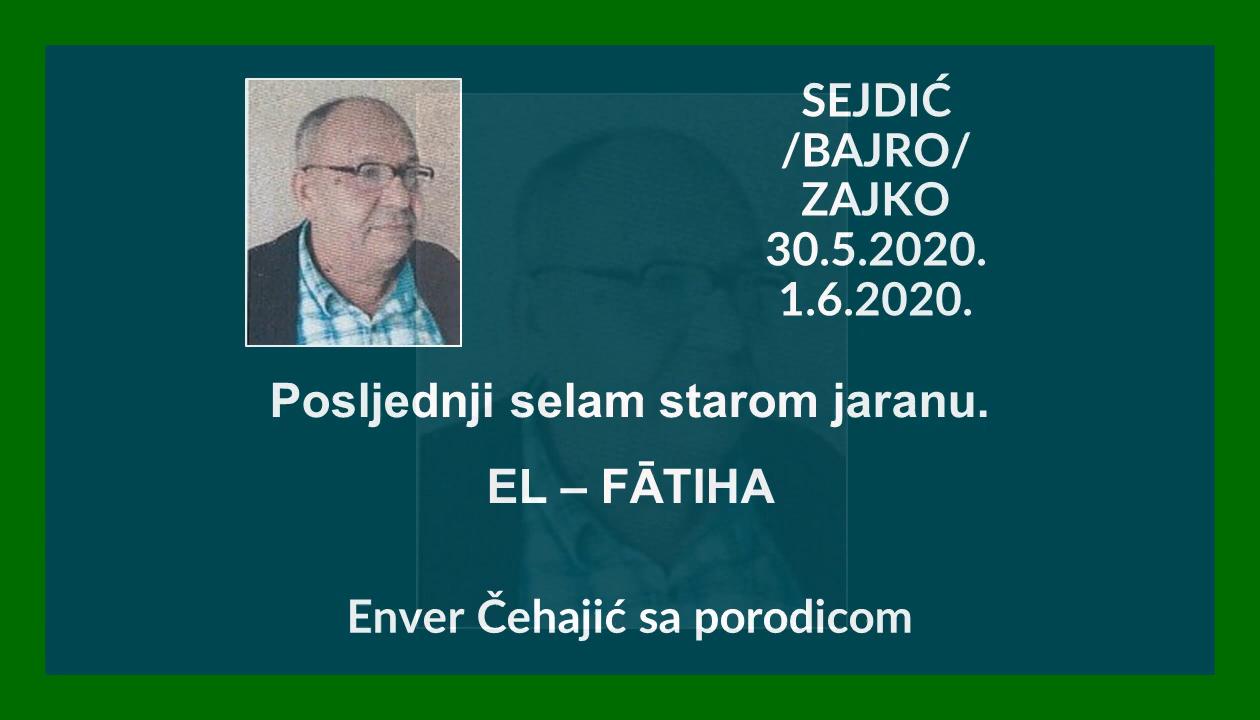 SEJDIĆ
/BAJRO/
ZAJKO
30.5.2020.
1.6.2020.
Posljednji selam starom jaranu.
EL – FĀTIHA
Enver Čehajić sa porodicom